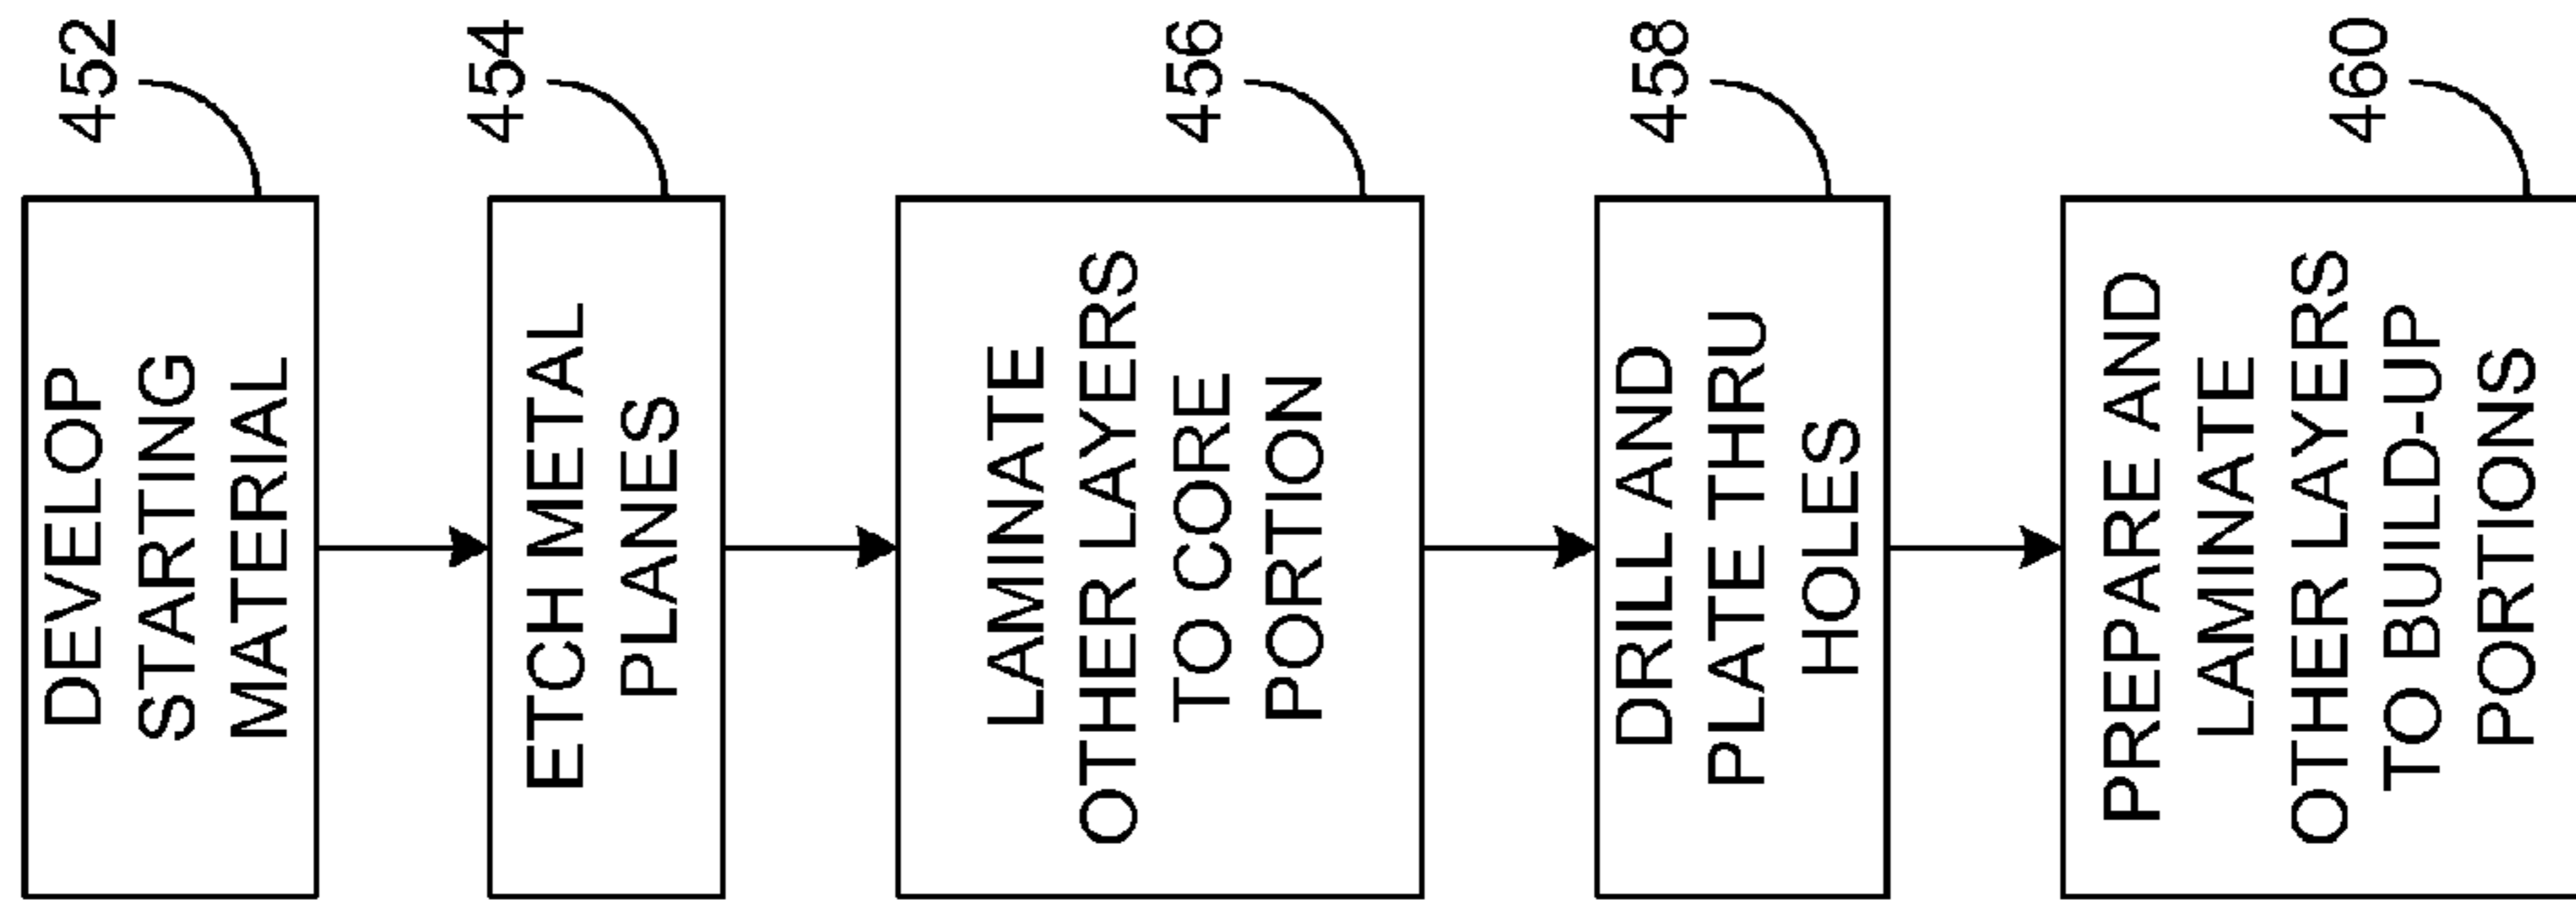 DEVELOP
STARTING
MATERIAL
452
ETCH METAL
PLANES
454
LAMINATE
OTHER LAYERS
TO CORE
PORTION
456
DRILL AND
PLATE THRU
HOLES
458
PREPARE AND
LAMINATE
OTHER LAYERS
TO BUILD-UP
PORTIONS
460